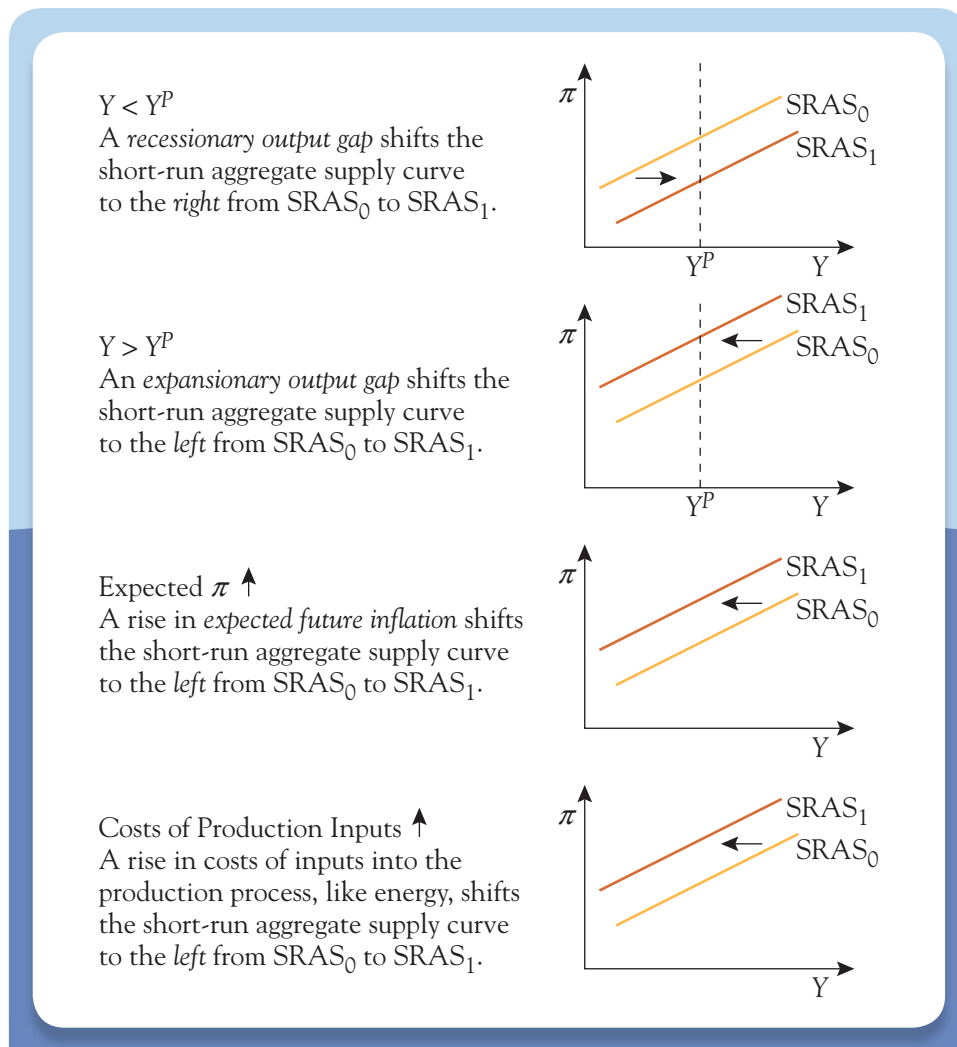 Y < Yᴾ
A recessionary output gap shifts the
short-run aggregate supply curve
to the right from SRAS₀ to SRAS₁.
π
SRAS₀
SRAS₁
Yᴾ
Y
Y > Yᴾ
An expansionary output gap shifts the
short-run aggregate supply curve
to the left from SRAS₀ to SRAS₁.
π
SRAS₁
SRAS₀
Yᴾ
Y
Expected π ↑
A rise in expected future inflation shifts
the short-run aggregate supply curve
to the left from SRAS₀ to SRAS₁.
π
SRAS₁
SRAS₀
Y
Costs of Production Inputs ↑
A rise in costs of inputs into the
production process, like energy, shifts
the short-run aggregate supply curve
to the left from SRAS₀ to SRAS₁.
π
SRAS₁
SRAS₀
Y